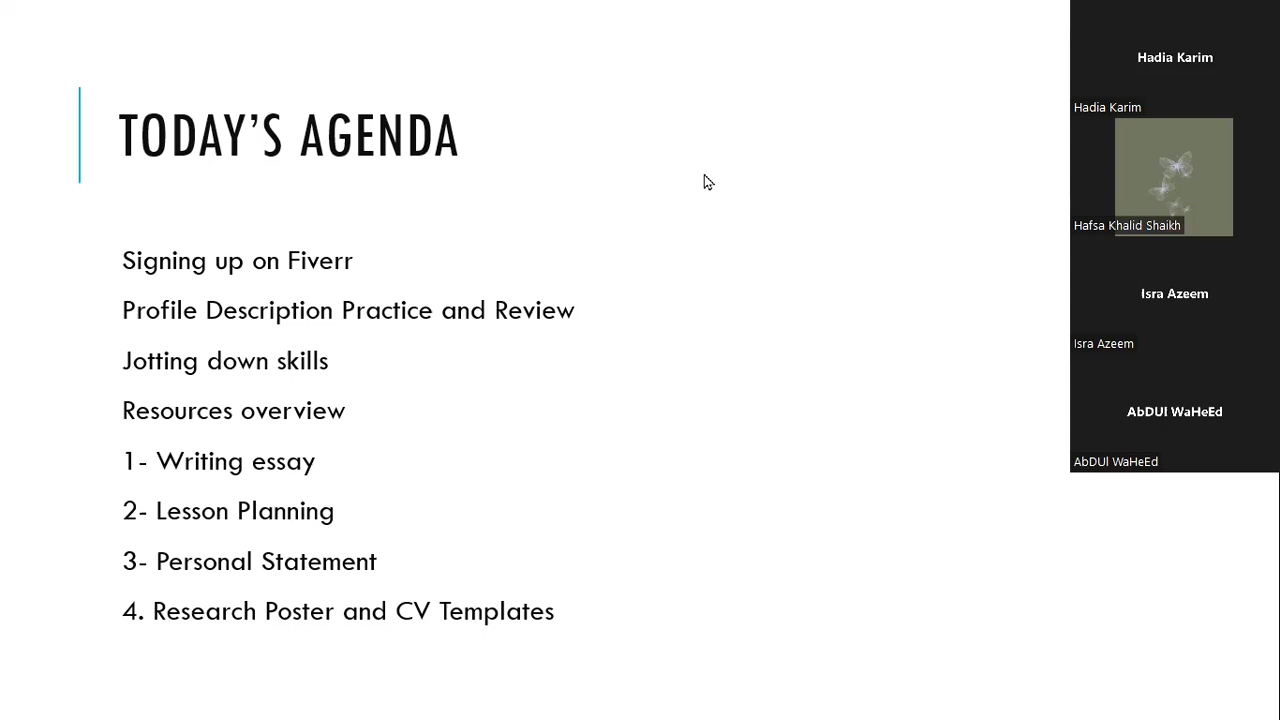 TODAY'S AGENDA
Signing up on Fiverr
Profile Description Practice and Review
Jotting down skills
Resources overview
1- Writing essay
2- Lesson Planning
3- Personal Statement
4. Research Poster and CV Templates
Hadia Karim
Hadia Karim
Hafsa Khalid Shaikh
Isra Azeem
Isra Azeem
AbDUl WaHeEd
AbDUl WaHeEd